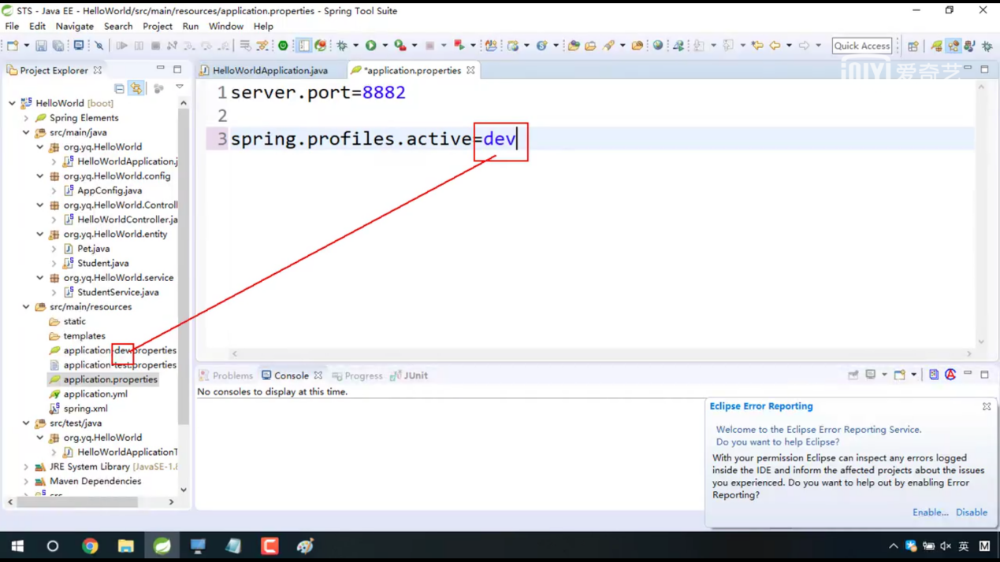 STS - Java EE - HelloWorld/src/main/resources/application.properties - Spring Tool Suite
File Edit Navigate Search Project Run Window Help
Quick Access
Project Explorer
HelloWorldApplication.java
*application.properties
爱奇艺
HelloWorld [boot]
Spring Elements
src/main/java
org.yq.HelloWorld
HelloWorldApplication.j
org.yq.HelloWorld.config
AppConfig.java
org.yq.HelloWorld.Controll
HelloWorldController.ja
org.yq.HelloWorld.entity
Pet.java
Student.java
org.yq.HelloWorld.service
StudentService.java
src/main/resources
static
templates
application-dev.properties
application-test.properties
application.properties
application.yml
spring.xml
src/test/java
org.yq.HelloWorld
HelloWorldApplicationT
JRE System Library [JavaSE-1.8
Maven Dependencies
1 server.port=8882
2
3 spring.profiles.active=dev
Problems Console Progress JUnit
No consoles to display at this time.
Eclipse Error Reporting
Welcome to the Eclipse Error Reporting Service.
Do you want to help Eclipse?
With your permission Eclipse can inspect any errors logged
inside the IDE and inform the affected projects about the issues
you experienced. Do you want to help out by enabling Error
Reporting?
Enable... Disable
英
M